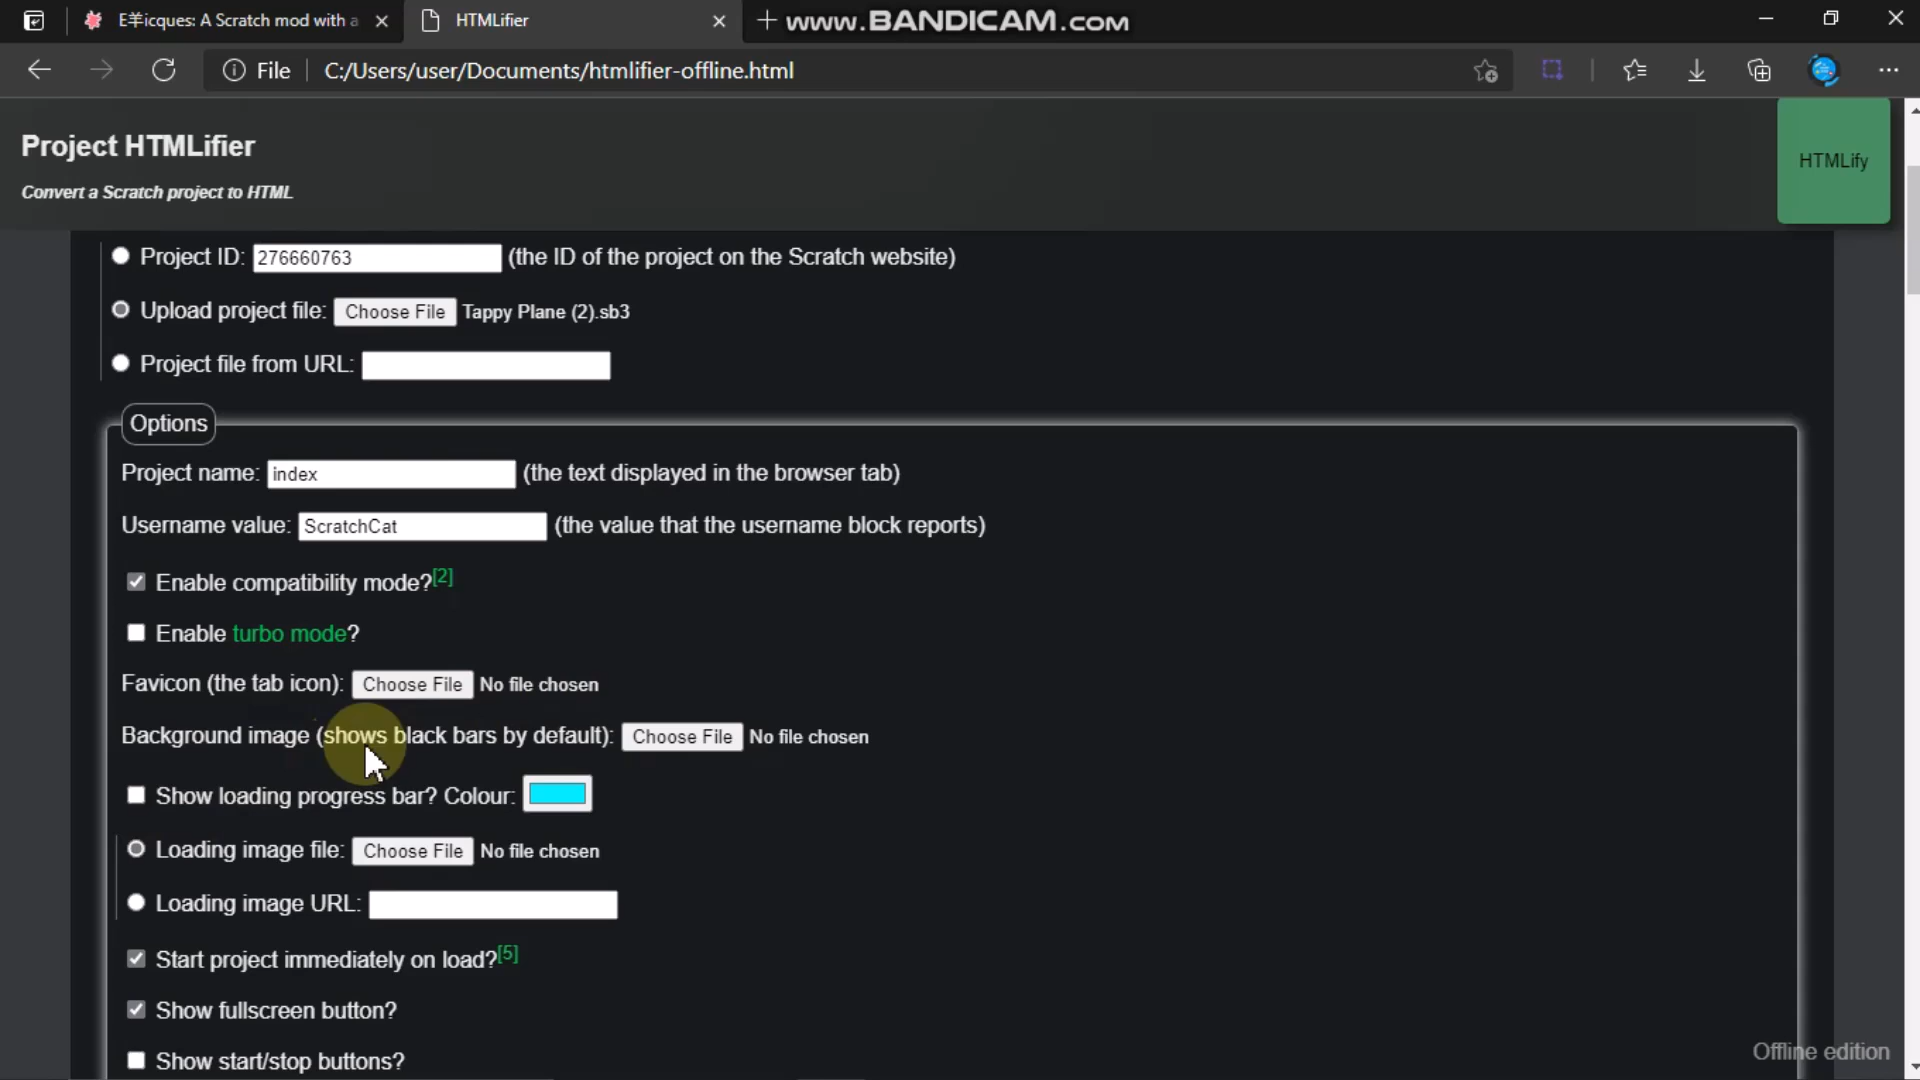 E羊icques: A Scratch mod with a
HTMLifier
www.BANDICAM.com
File
C:/Users/user/Documents/htmlifier-offline.html
Project HTMLifier
Convert a Scratch project to HTML
HTMLify
Project ID: 276660763 (the ID of the project on the Scratch website)
Upload project file: Choose File Tappy Plane (2).sb3
Project file from URL:
Options
Project name: index (the text displayed in the browser tab)
Username value: ScratchCat (the value that the username block reports)
Enable compatibility mode?[2]
Enable turbo mode?
Favicon (the tab icon): Choose File No file chosen
Background image (shows black bars by default): Choose File No file chosen
Show loading progress bar? Colour:
Loading image file: Choose File No file chosen
Loading image URL:
Start project immediately on load?[5]
Show fullscreen button?
Show start/stop buttons?
Offline edition